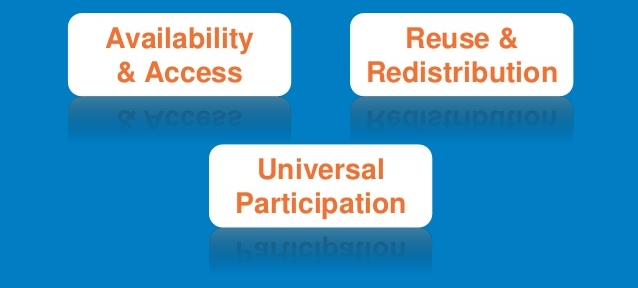 Availability
& Access
Reuse &
Redistribution
Universal
Participation